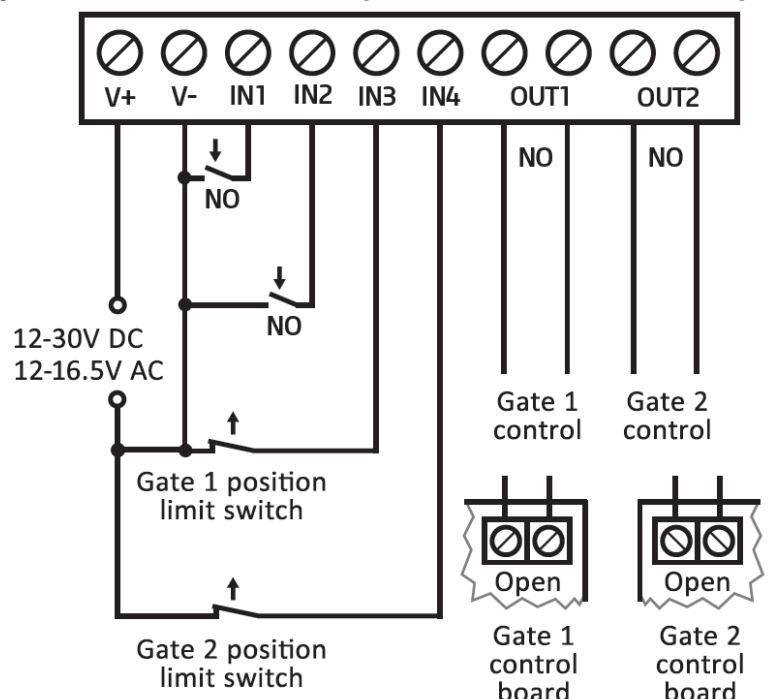 V+ V- IN1 IN2 IN3 IN4 OUT1 OUT2
NO NO
NO
NO
12-30V DC
12-16.5V AC
Gate 1
control
Gate 2
control
Gate 1 position
limit switch
Open
Open
Gate 2 position
limit switch
Gate 1
control
board
Gate 2
control
board